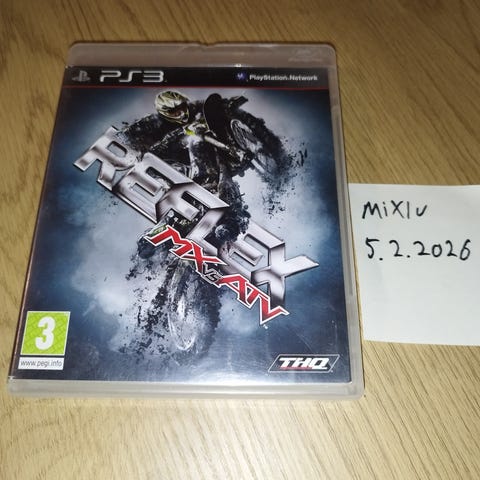 PS3
PlayStation®Network
REFLEX
MX vs ATV
3
www.pegi.info
THQ
MiXlu
5.2.2026